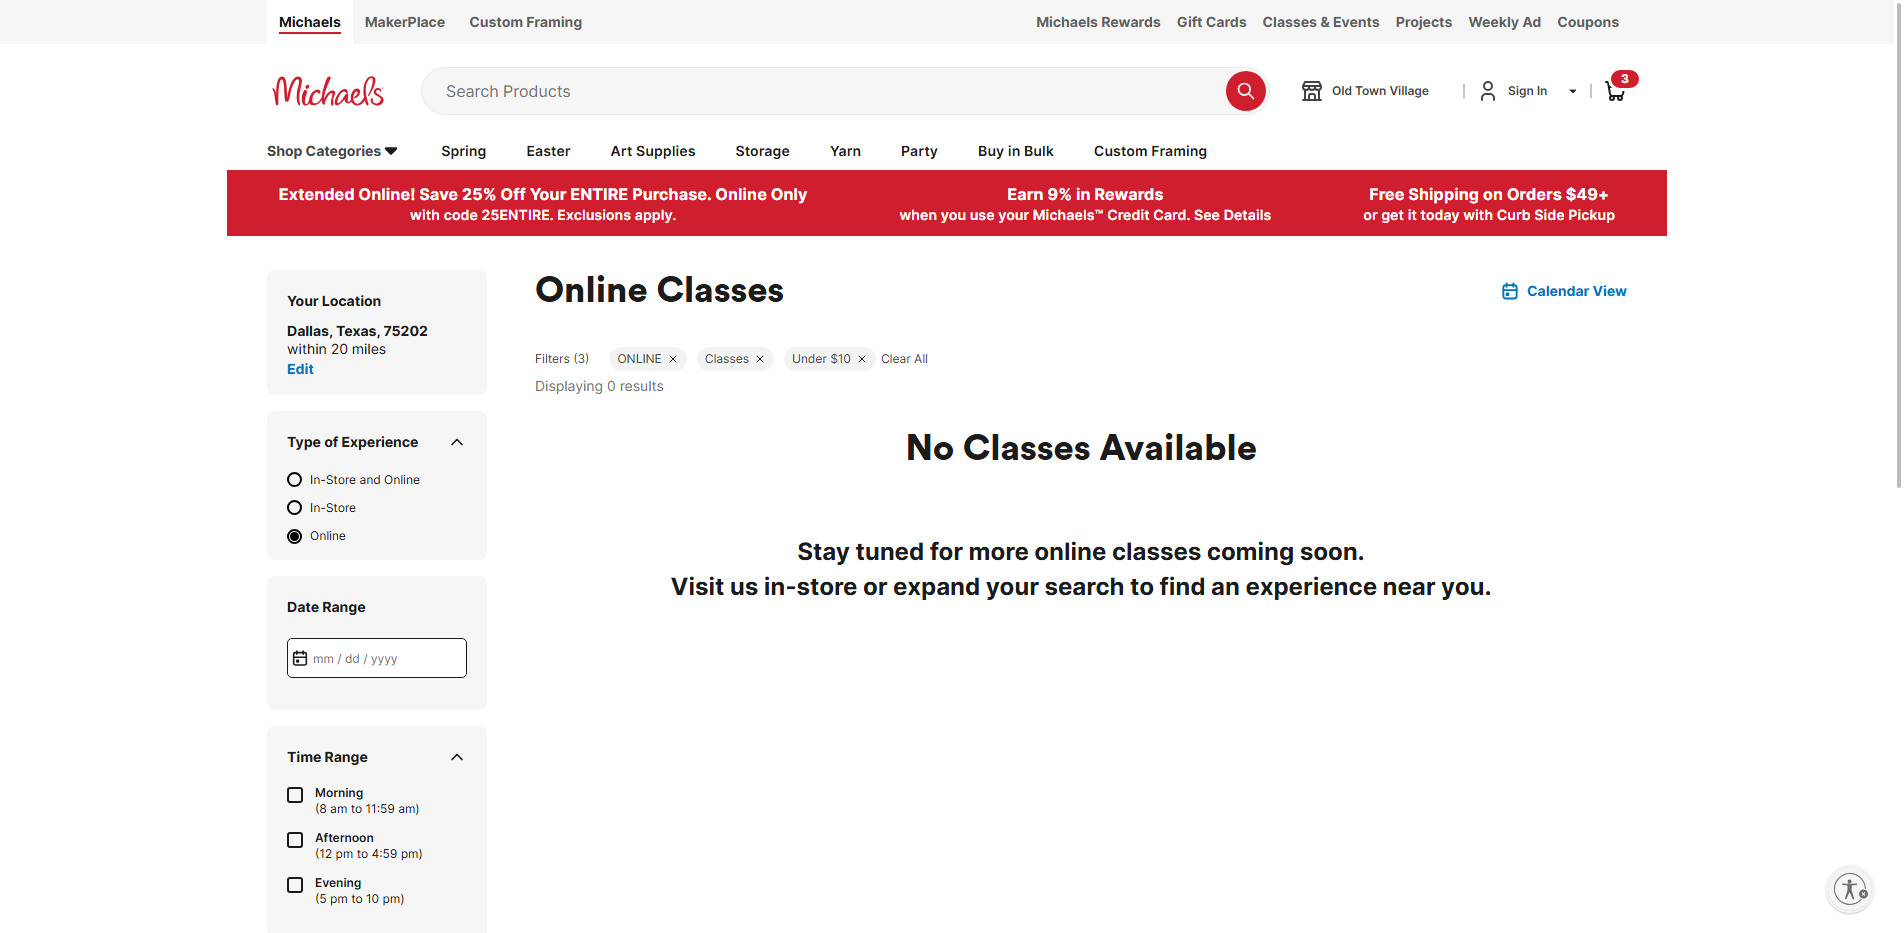 Michaels
MakerPlace
Custom Framing
Michaels Rewards
Gift Cards
Classes & Events
Projects
Weekly Ad
Coupons
Michaels
Search Products
Old Town Village
Sign In
3
Shop Categories
Spring
Easter
Art Supplies
Storage
Yarn
Party
Buy in Bulk
Custom Framing
Extended Online! Save 25% Off Your ENTIRE Purchase. Online Only
with code 25ENTIRE. Exclusions apply.
Earn 9% in Rewards
when you use your Michaels™ Credit Card. See Details
Free Shipping on Orders $49+
or get it today with Curb Side Pickup
Your Location
Dallas, Texas, 75202
within 20 miles
Edit
Type of Experience
In-Store and Online
In-Store
Online
Date Range
mm / dd / yyyy
Time Range
Morning
(8 am to 11:59 am)
Afternoon
(12 pm to 4:59 pm)
Evening
(5 pm to 10 pm)
Online Classes
Calendar View
Filters (3)
ONLINE
Classes
Under $10
Clear All
Displaying 0 results
No Classes Available
Stay tuned for more online classes coming soon.
Visit us in-store or expand your search to find an experience near you.